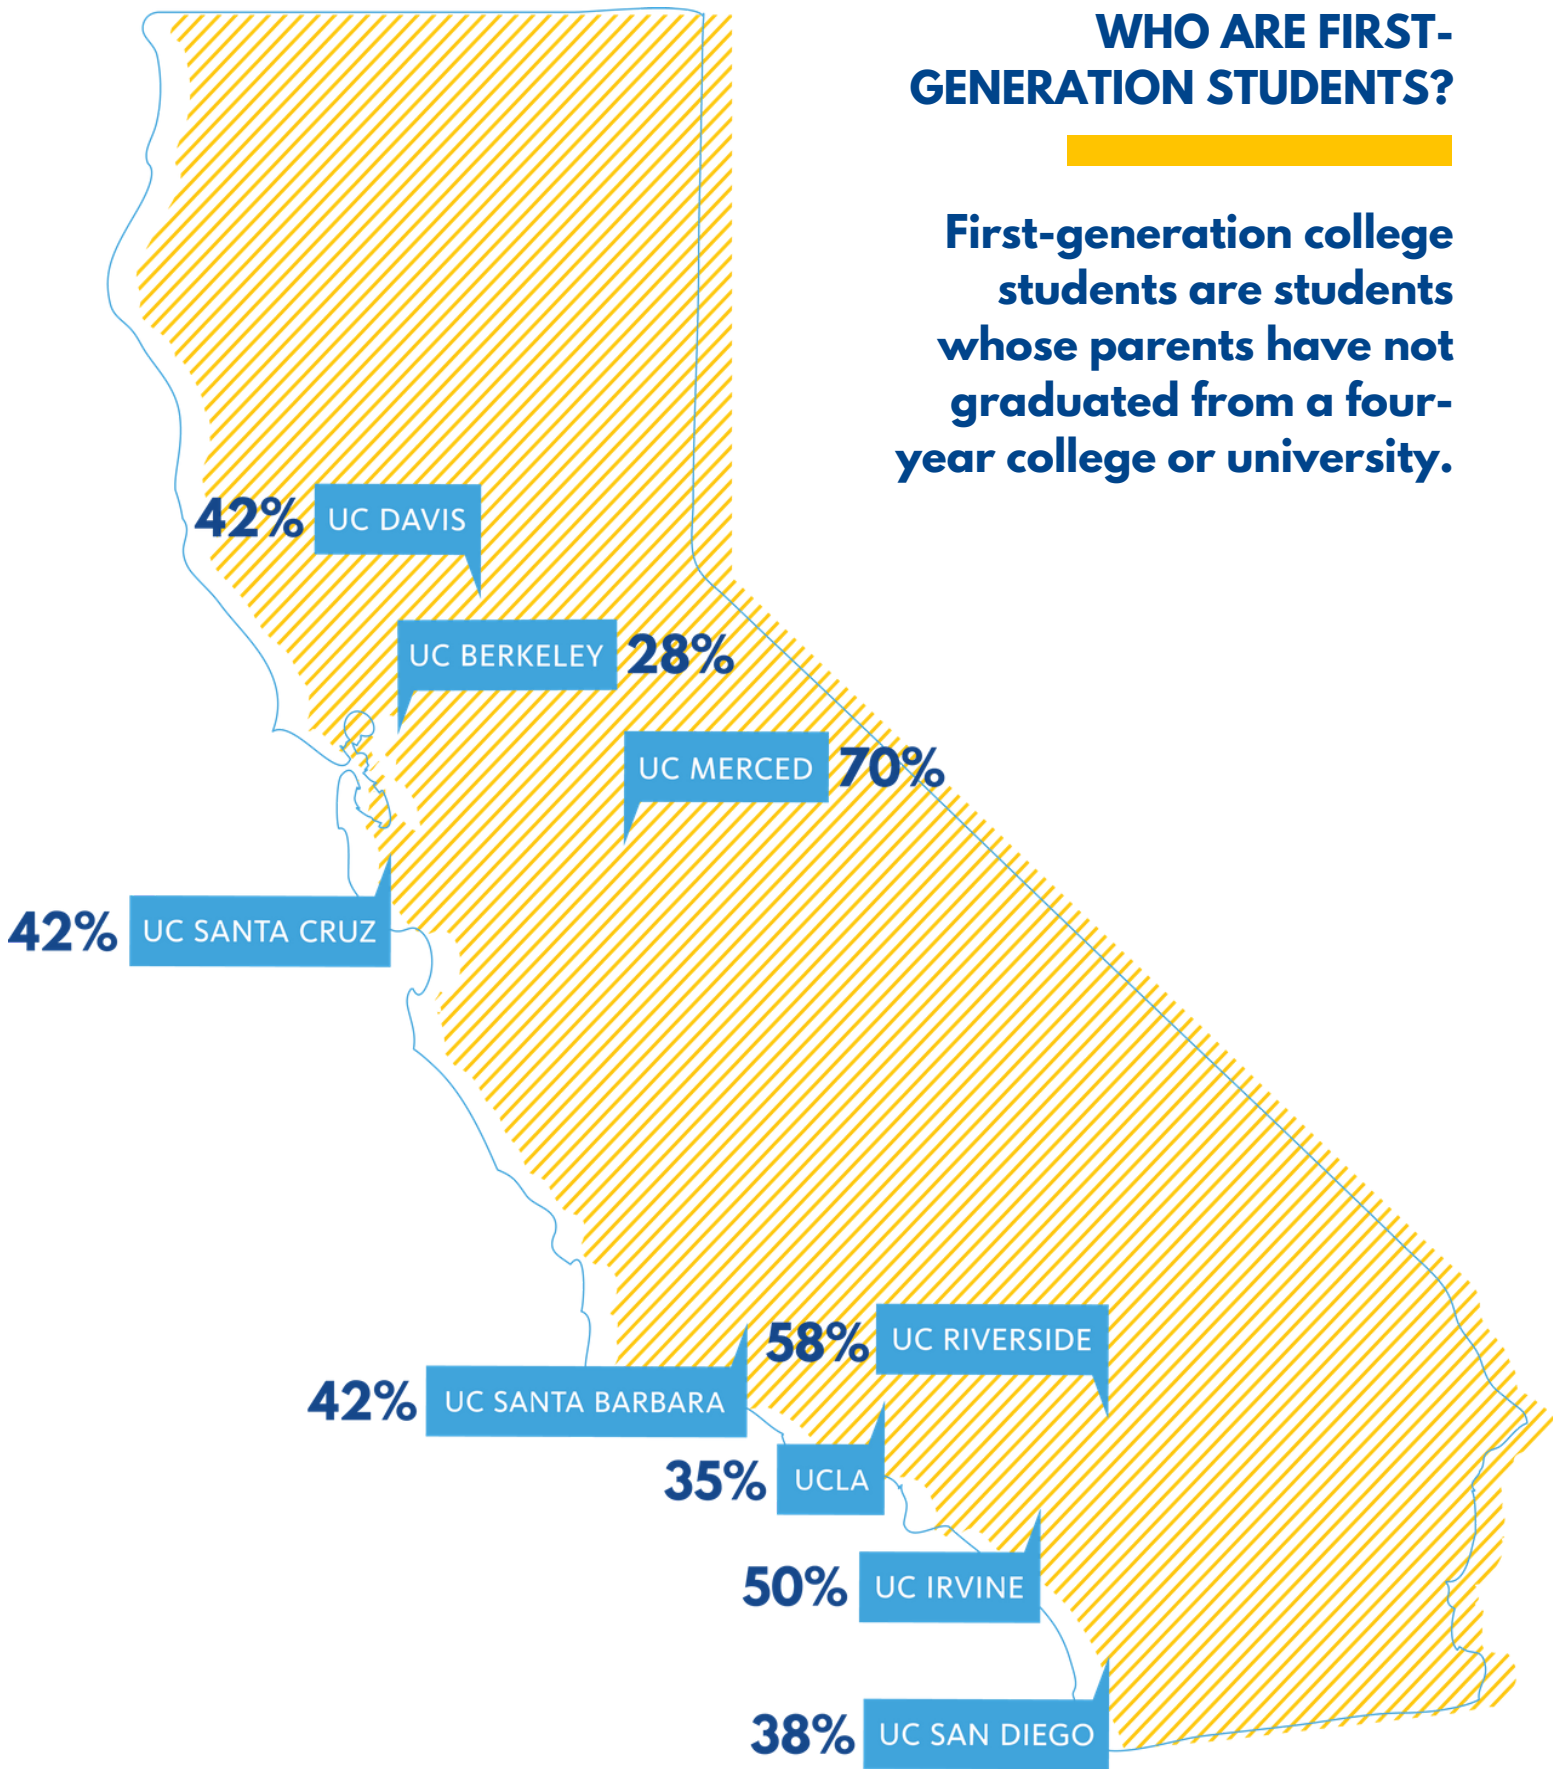 WHO ARE FIRST-
GENERATION STUDENTS?
First-generation college
students are students
whose parents have not
graduated from a four-
year college or university.
42% UC DAVIS
UC BERKELEY 28%
UC MERCED 70%
42% UC SANTA CRUZ
58% UC RIVERSIDE
42% UC SANTA BARBARA
35% UCLA
50% UC IRVINE
38% UC SAN DIEGO